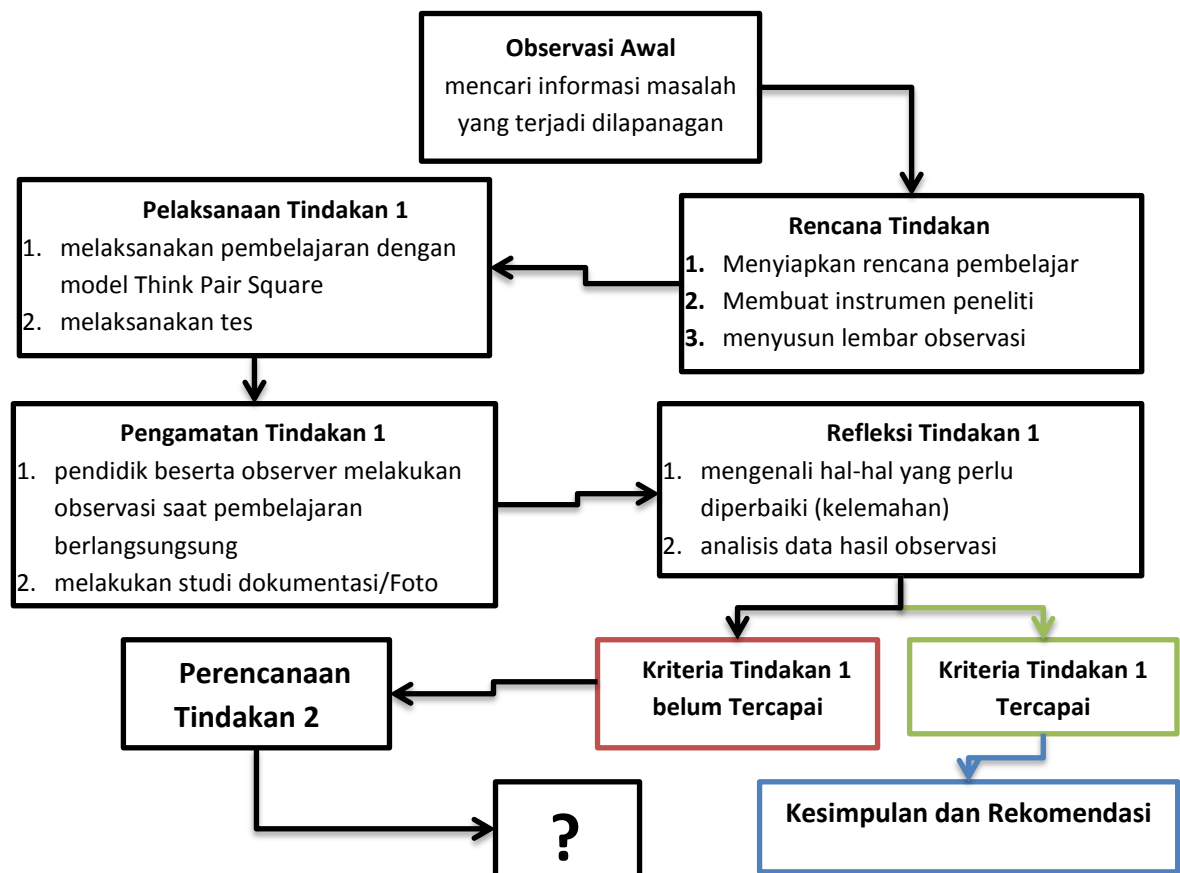 Observasi Awal
mencari informasi masalah
yang terjadi dilapanagan
Rencana Tindakan
1. Menyiapkan rencana pembelajar
2. Membuat instrumen peneliti
3. menyusun lembar observasi
Pelaksanaan Tindakan 1
1. melaksanakan pembelajaran dengan
model Think Pair Square
2. melaksanakan tes
Pengamatan Tindakan 1
1. pendidik beserta observer melakukan
observasi saat pembelajaran
berlangsungsung
2. melakukan studi dokumentasi/Foto
Refleksi Tindakan 1
1. mengenali hal-hal yang perlu
diperbaiki (kelemahan)
2. analisis data hasil observasi
Kriteria Tindakan 1
belum Tercapai
Kriteria Tindakan 1
Tercapai
Perencanaan
Tindakan 2
?
Kesimpulan dan Rekomendasi